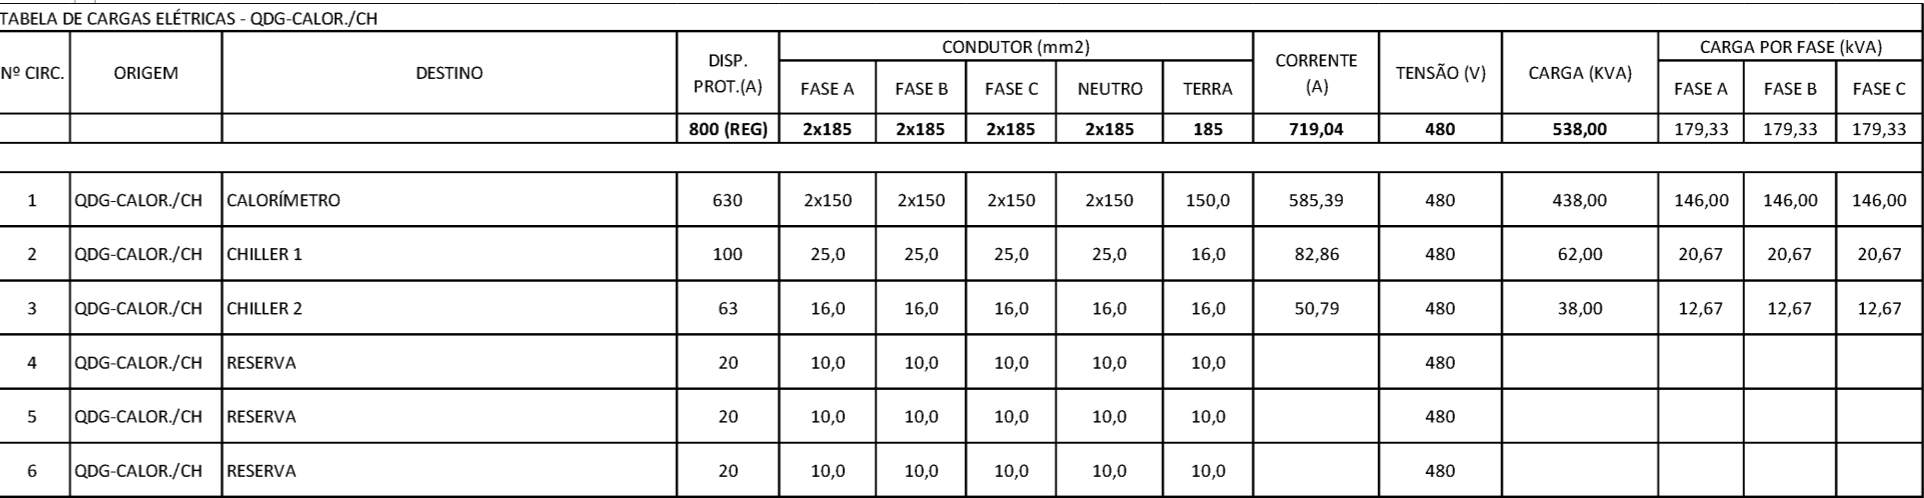 TABELA DE CARGAS ELÉTRICAS - QDG-CALOR./CH
Nº CIRC. ORIGEM DESTINO DISP. PROT.(A) CONDUTOR (mm2) CORRENTE (A) TENSÃO (V) CARGA (KVA) CARGA POR FASE (kVA)
FASE A FASE B FASE C NEUTRO TERRA FASE A FASE B FASE C
800 (REG) 2x185 2x185 2x185 2x185 185 719,04 480 538,00 179,33 179,33 179,33
1 QDG-CALOR./CH CALORÍMETRO 630 2x150 2x150 2x150 2x150 150,0 585,39 480 438,00 146,00 146,00 146,00
2 QDG-CALOR./CH CHILLER 1 100 25,0 25,0 25,0 25,0 16,0 82,86 480 62,00 20,67 20,67 20,67
3 QDG-CALOR./CH CHILLER 2 63 16,0 16,0 16,0 16,0 16,0 50,79 480 38,00 12,67 12,67 12,67
4 QDG-CALOR./CH RESERVA 20 10,0 10,0 10,0 10,0 10,0 480
5 QDG-CALOR./CH RESERVA 20 10,0 10,0 10,0 10,0 10,0 480
6 QDG-CALOR./CH RESERVA 20 10,0 10,0 10,0 10,0 10,0 480